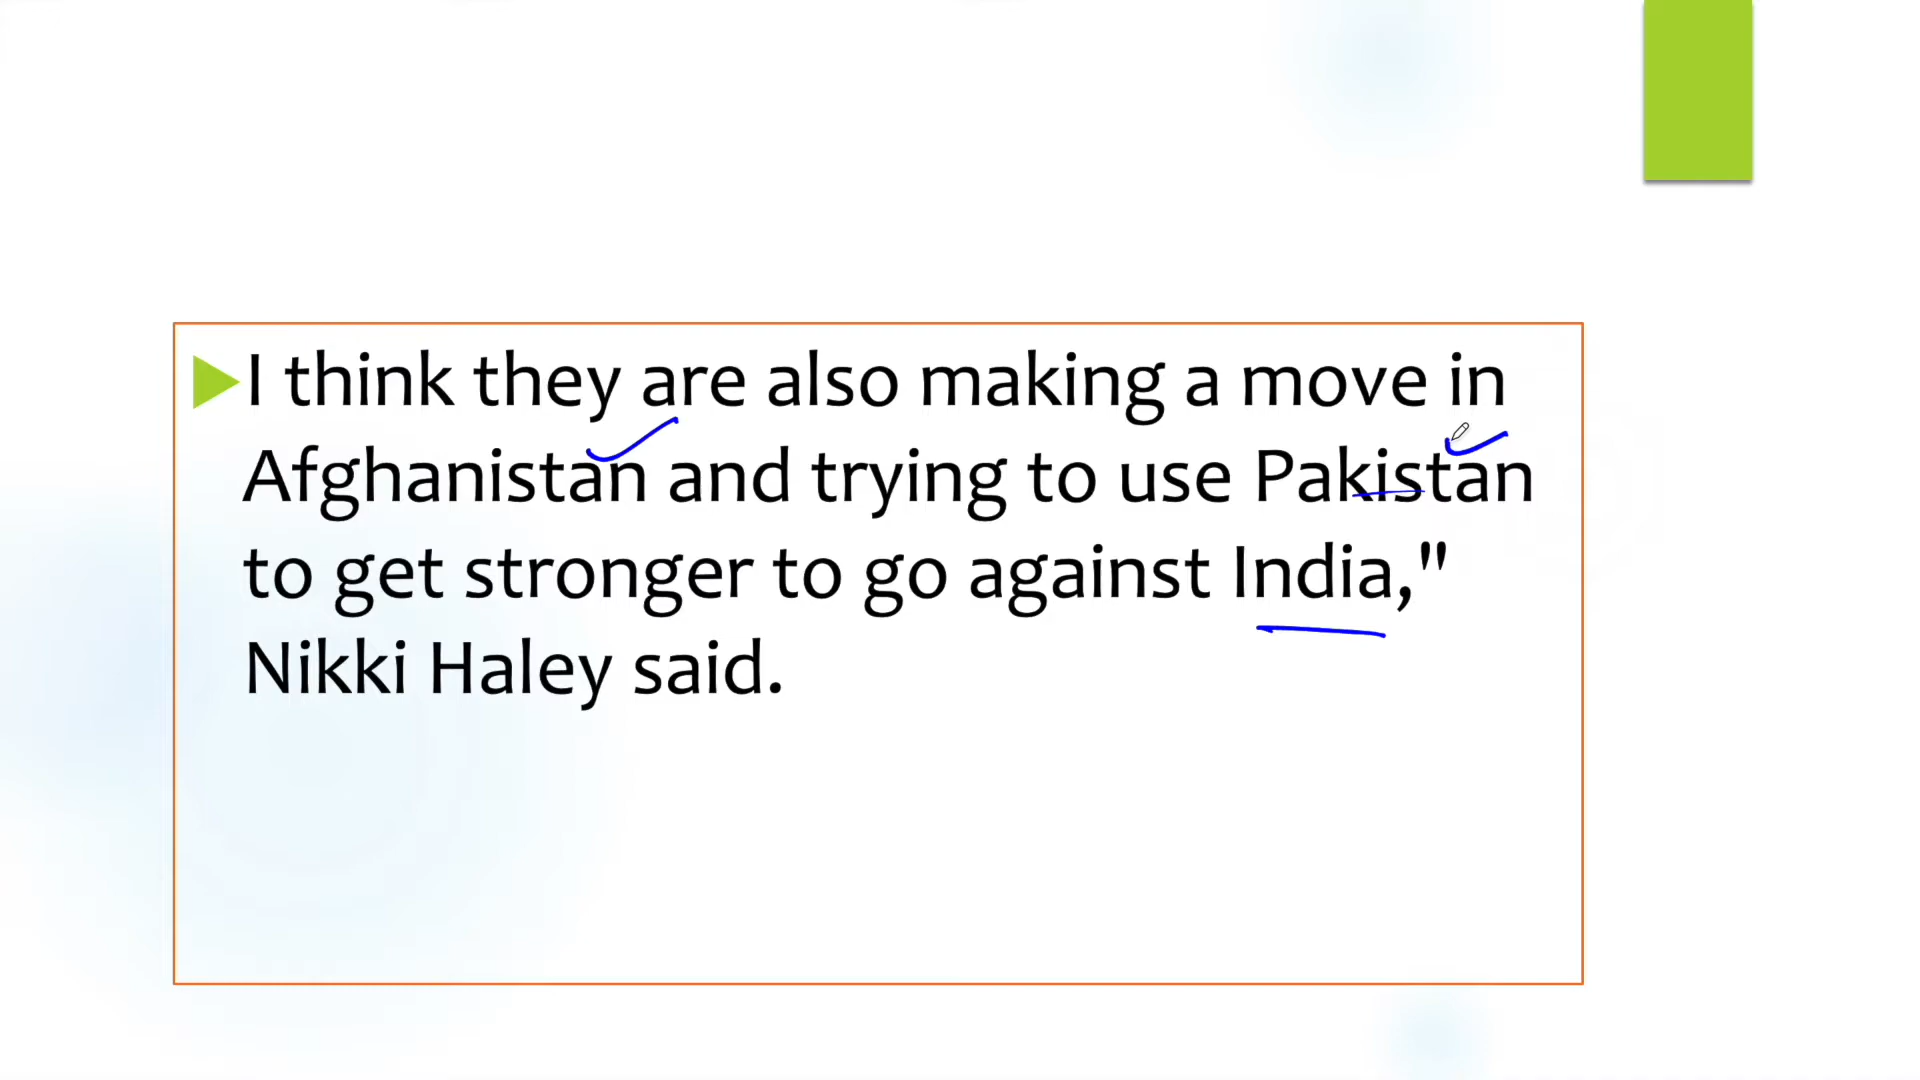 I think they are also making a move in
Afghanistan and trying to use Pakistan
to get stronger to go against India,"
Nikki Haley said.